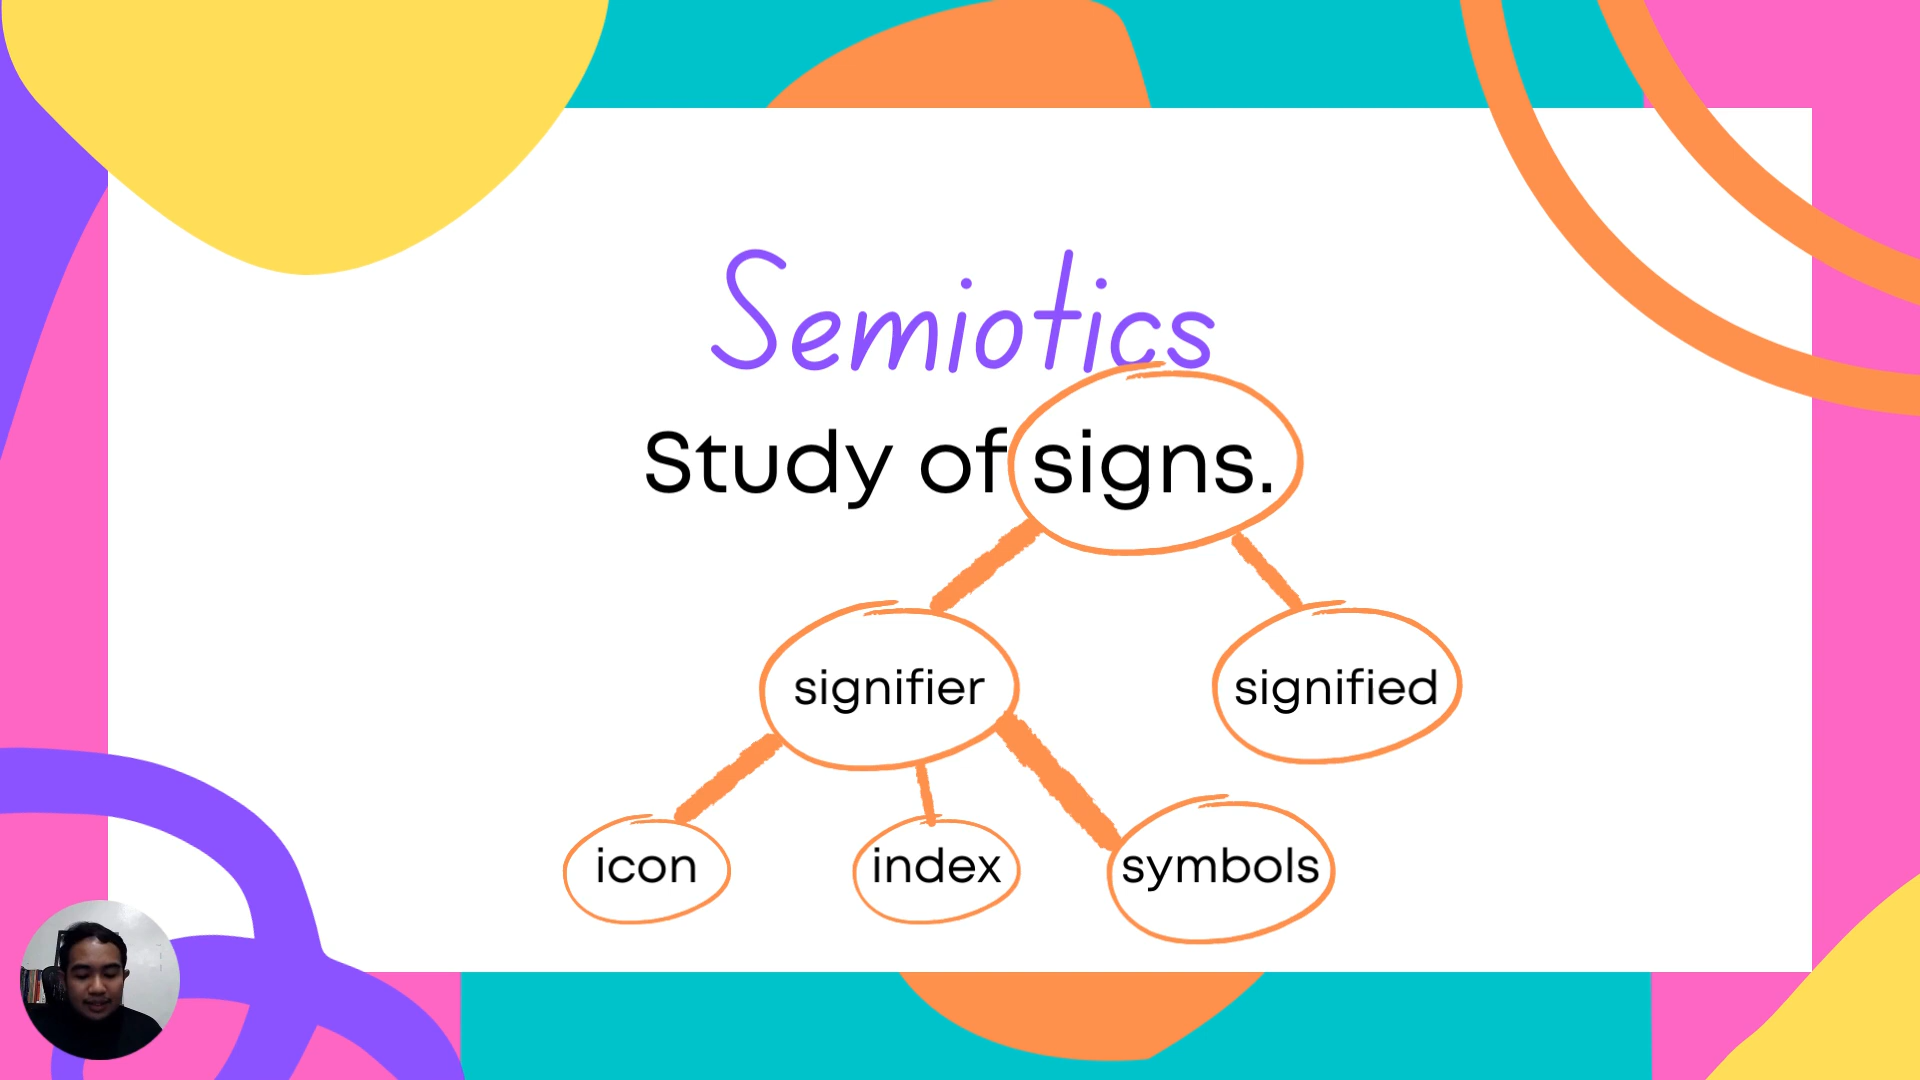 Semiotics
Study of signs.
signifier
signified
icon
index
symbols